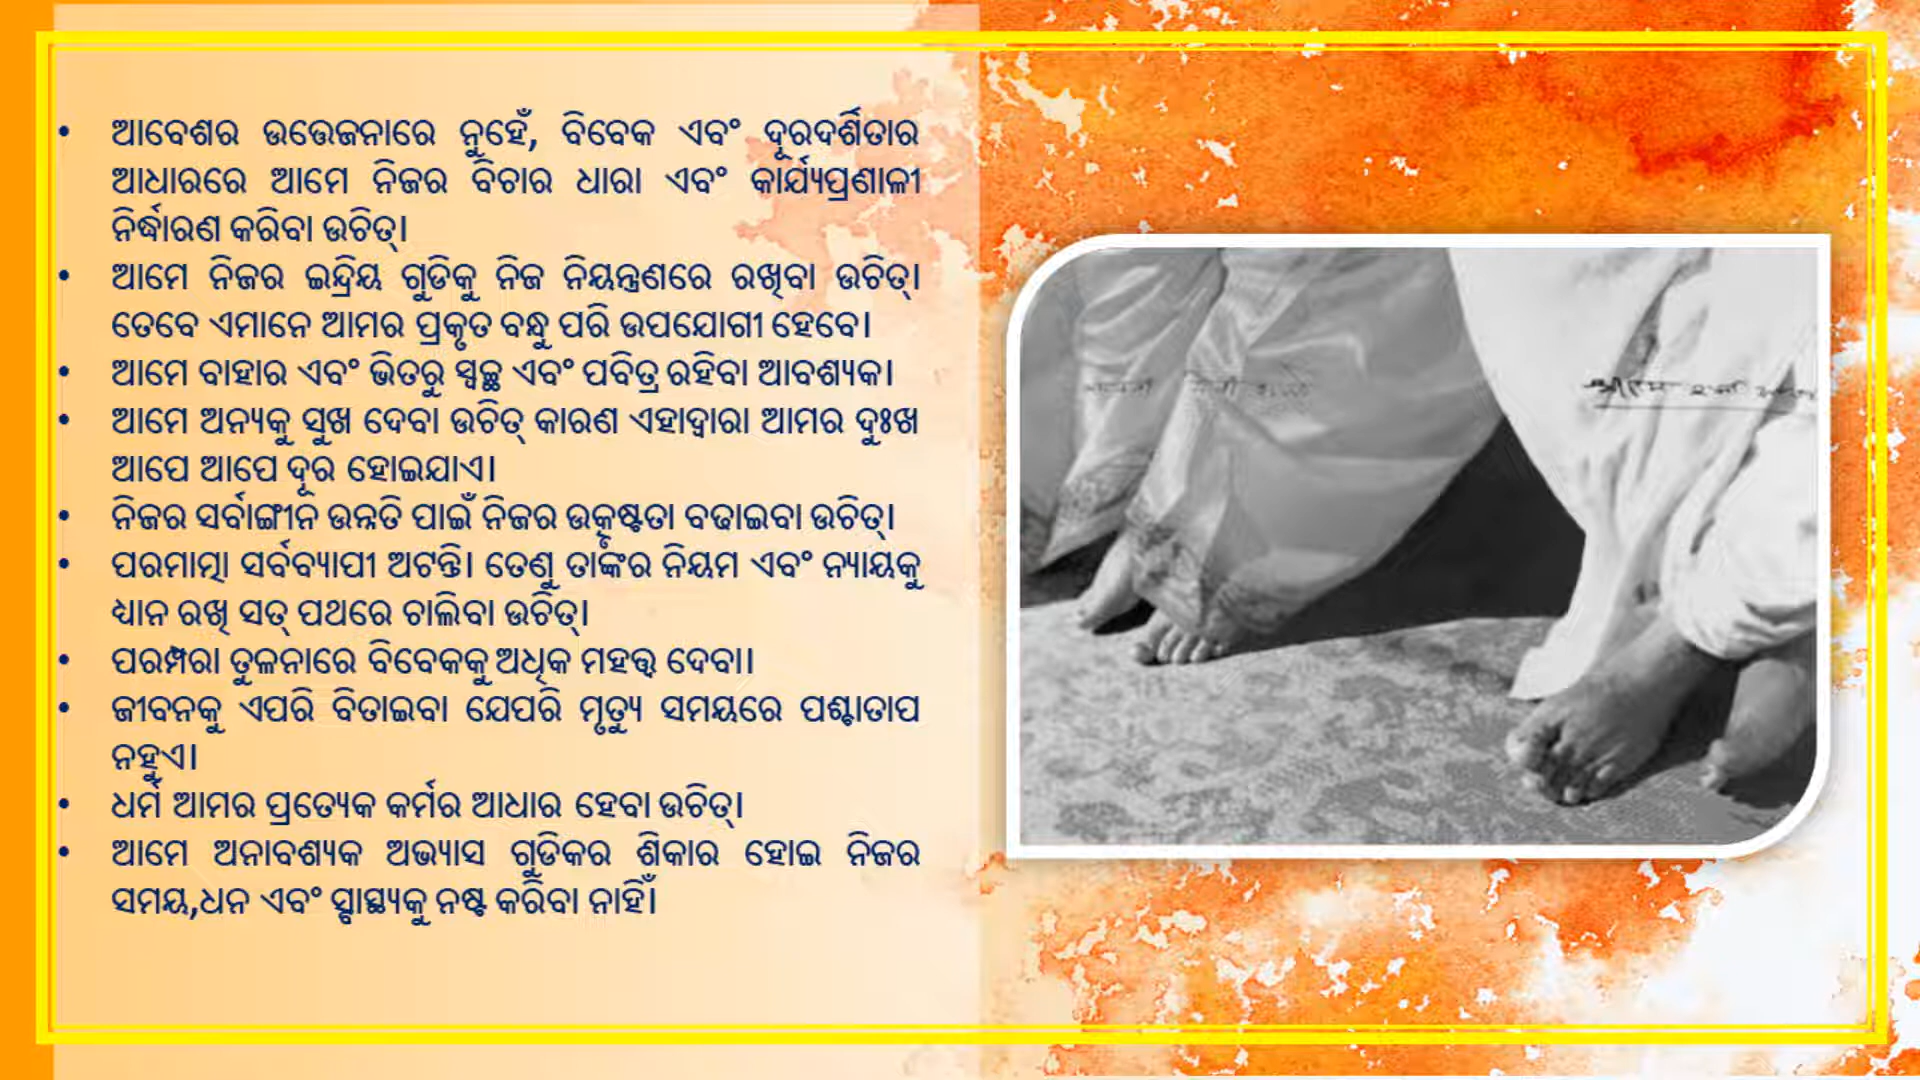 • ଆବେଶର ଉତ୍ତେଜନାରେ ନୁହେଁ, ବିବେକ ଏବଂ ଦୂରଦର୍ଶିତାର
ଆଧାରରେ ଆମେ ନିଜର ବିଚାର ଧାରା ଏବଂ କାର୍ଯ୍ୟପ୍ରଣାଳୀ
ନିର୍ଦ୍ଧାରଣ କରିବା ଉଚିତ୍।
• ଆମେ ନିଜର ଇନ୍ଦ୍ରିୟ ଗୁଡିକୁ ନିଜ ନିୟନ୍ତ୍ରଣରେ ରଖିବା ଉଚିତ୍।
ତେବେ ଏମାନେ ଆମର ପ୍ରକୃତ ବନ୍ଧୁ ପରି ଉପଯୋଗୀ ହେବେ।
• ଆମେ ବାହାର ଏବଂ ଭିତରୁ ସ୍ୱଚ୍ଛ ଏବଂ ପବିତ୍ର ରହିବା ଆବଶ୍ୟକ।
• ଆମେ ଅନ୍ୟକୁ ସୁଖ ଦେବା ଉଚିତ୍ କାରଣ ଏହାଦ୍ୱାରା ଆମର ଦୁଃଖ
ଆପେ ଆପେ ଦୂର ହୋଇଯାଏ।
• ନିଜର ସର୍ବାଙ୍ଗୀନ ଉନ୍ନତି ପାଇଁ ନିଜର ଉତ୍କୃଷ୍ଟତା ବଢାଇବା ଉଚିତ୍।
• ପରମାତ୍ମା ସର୍ବବ୍ୟାପୀ ଅଟନ୍ତି। ତେଣୁ ତାଙ୍କର ନିୟମ ଏବଂ ନ୍ୟାୟକୁ
ଧ୍ୟାନ ରଖି ସତ୍ ପଥରେ ଚାଲିବା ଉଚିତ୍।
• ପରମ୍ପରା ତୁଳନାରେ ବିବେକକୁ ଅଧିକ ମହତ୍ତ୍ୱ ଦେବା।
• ଜୀବନକୁ ଏପରି ବିତାଇବା ଯେପରି ମୃତ୍ୟୁ ସମୟରେ ପଶ୍ଚାତାପ
ନହୁଏ।
• ଧର୍ମ ଆମର ପ୍ରତ୍ୟେକ କର୍ମର ଆଧାର ହେବା ଉଚିତ୍।
• ଆମେ ଅନାବଶ୍ୟକ ଅଭ୍ୟାସ ଗୁଡିକର ଶିକାର ହୋଇ ନିଜର
ସମୟ,ଧନ ଏବଂ ସ୍ୱାସ୍ଥ୍ୟକୁ ନଷ୍ଟ କରିବା ନାହିଁ।